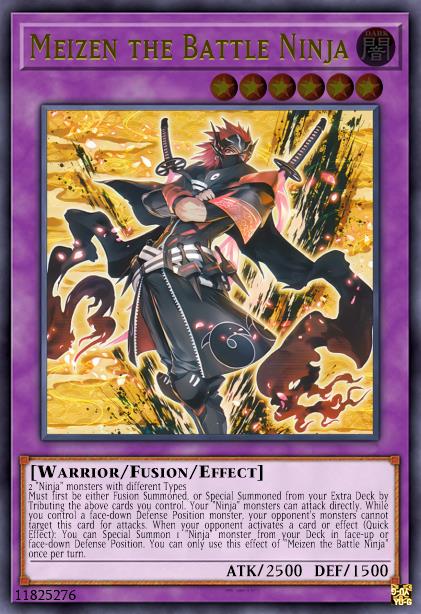 MEIZEN THE BATTLE NINJA
DARK
闇
[WARRIOR/FUSION/EFFECT]
2 "Ninja" monsters with different Types
Must first be either Fusion Summoned, or Special Summoned from your Extra Deck by
Tributing the above cards you control. Your "Ninja" monsters can attack directly. While
you control a face-down Defense Position monster, your opponent's monsters cannot
target this card for attacks. When your opponent activates a card or effect (Quick
Effect): You can Special Summon 1 "Ninja" monster from your Deck in face-up or
face-down Defense Position. You can only use this effect of "Meizen the Battle Ninja"
once per turn.
ATK/2500 DEF/1500
11825276